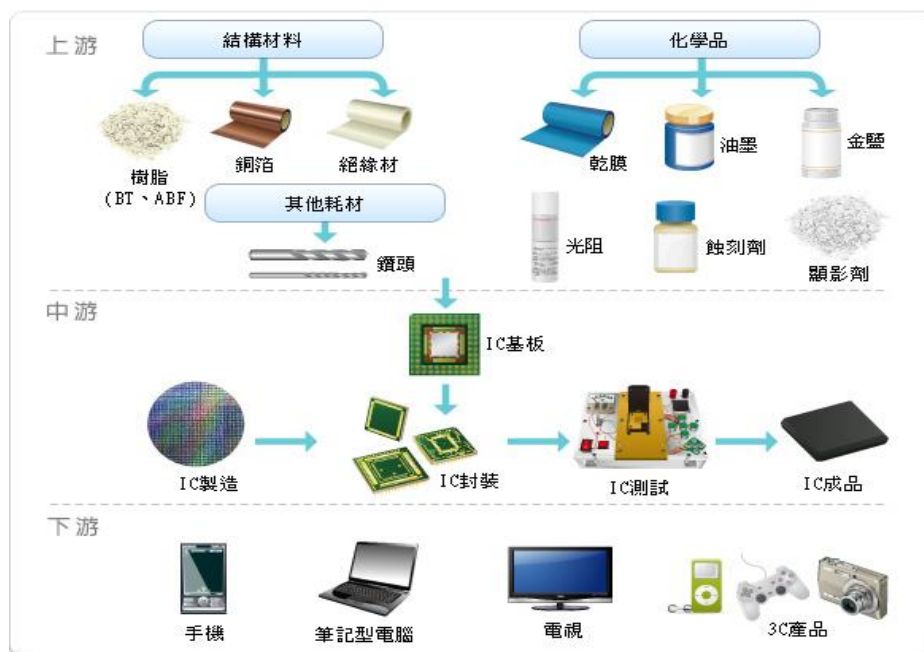 上游
結構材料
化學品
樹脂
(BT、ABF)
銅箔
絕緣材
乾膜
油墨
金鹽
其他耗材
鑽頭
光阻
蝕刻劑
顯影劑
中游
IC基板
IC製造
IC封裝
IC測試
IC成品
下游
手機
筆記型電腦
電視
3C產品